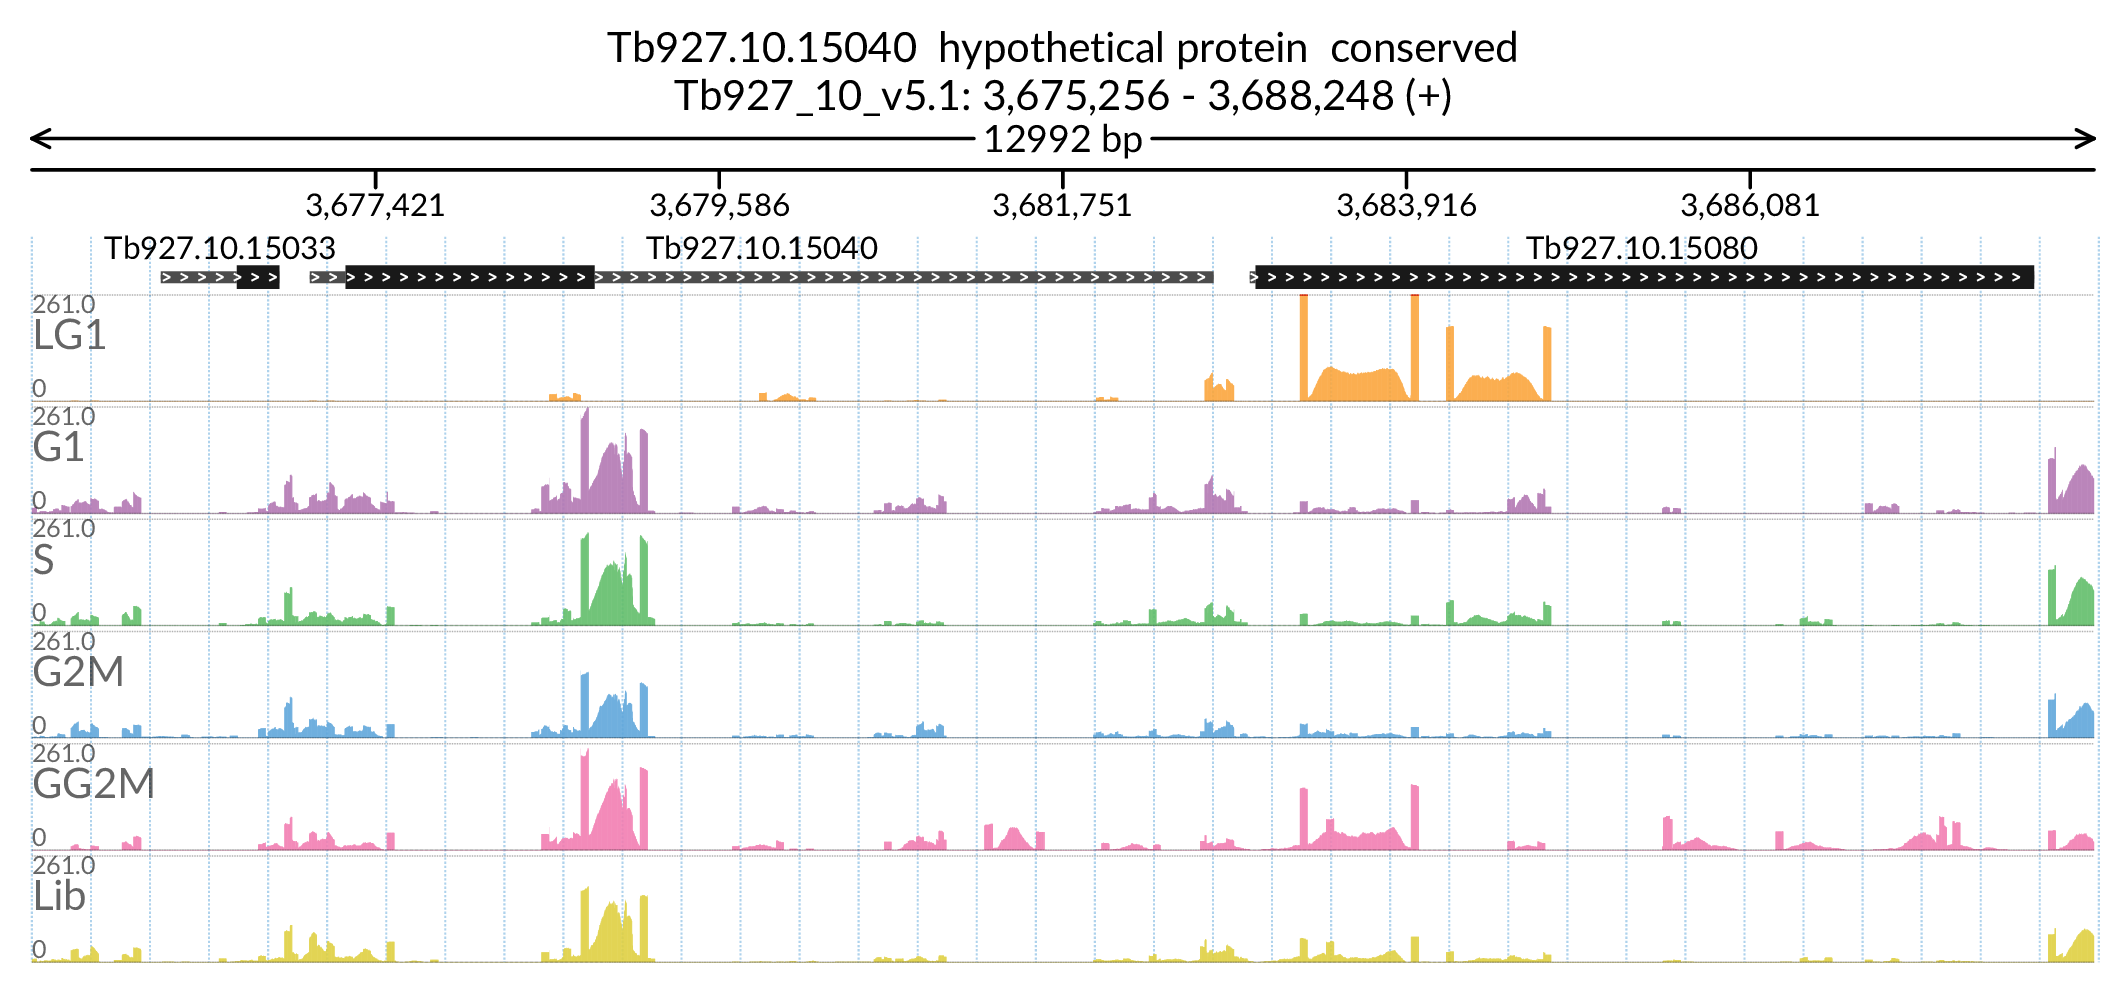 Tb927.10.15040 hypothetical protein conserved
Tb927_10_v5.1: 3,675,256 - 3,688,248 (+)
12992 bp
3,677,421 3,679,586 3,681,751 3,683,916 3,686,081
Tb927.10.15033 Tb927.10.15040 Tb927.10.15080
261.0
LG1
0
261.0
G1
0
261.0
S
0
261.0
G2M
0
261.0
GG2M
0
261.0
Lib
0